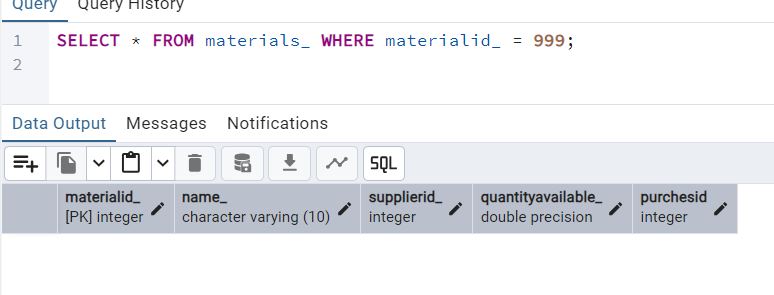 Query Query History
1 SELECT * FROM materials_ WHERE materialid_ = 999;
2
Data Output Messages Notifications
SQL
materialid_ name_ supplierid_ quantityavailable_ purchesid
[PK] integer character varying (10) integer double precision integer